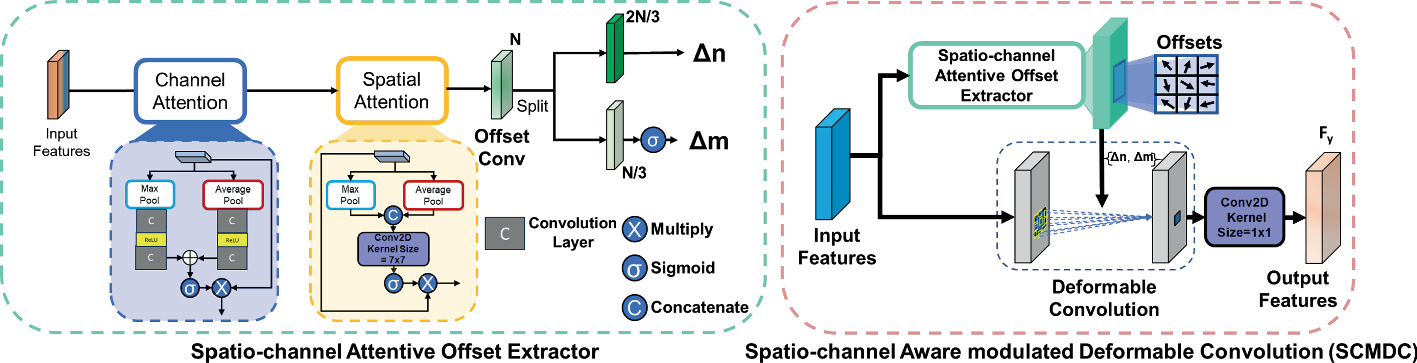 Input
Features
Channel
Attention
Spatial
Attention
N
Split
Offset
Conv
2N/3
Δn
N/3
σ
Δm
Max
Pool
Average
Pool
C
C
ReLU
ReLU
C
C
σ
X
Max
Pool
Average
Pool
C
Conv2D
Kernel Size
= 7x7
σ
X
C
Convolution
Layer
X
Multiply
σ
Sigmoid
C
Concatenate
Spatio-channel Attentive Offset Extractor
Spatio-channel
Attentive Offset
Extractor
Offsets
Input
Features
{Δn, Δm}
Deformable
Convolution
Conv2D
Kernel
Size=1x1
Fy
Output
Features
Spatio-channel Aware modulated Deformable Convolution (SCMDC)